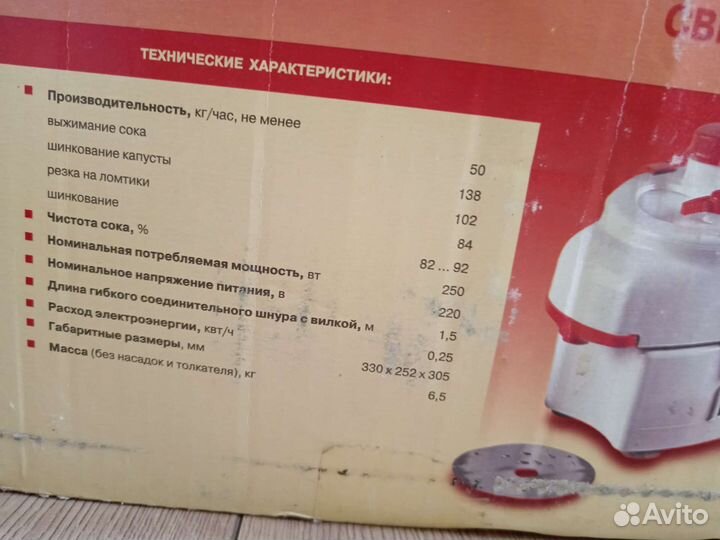 СВ
ТЕХНИЧЕСКИЕ ХАРАКТЕРИСТИКИ:
Производительность, кг/час, не менее
выжимание сока 50
шинкование капусты 138
резка на ломтики 102
шинкование 84
Чистота сока, % 82 ... 92
Номинальная потребляемая мощность, вт 250
Номинальное напряжение питания, в 220
Длина гибкого соединительного шнура с вилкой, м 1,5
Расход электроэнергии, квт/ч 0,25
Габаритные размеры, мм 330 x 252 x 305
Масса (без насадок и толкателя), кг 6,5
Avito